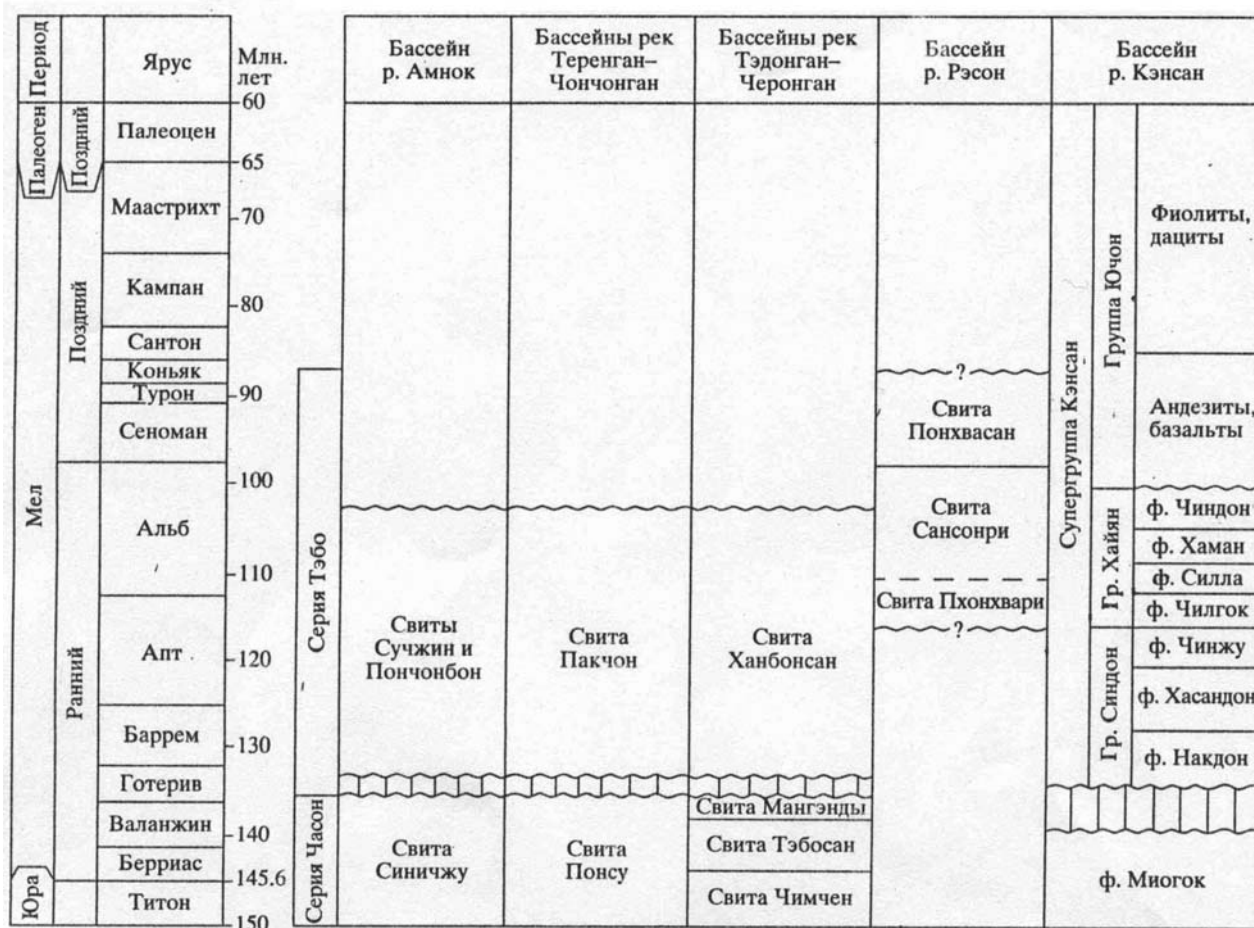 Период
Ярус
Млн.
лет
Бассейн
р. Амнок
Бассейны рек
Теренган–
Чончонган
Бассейны рек
Тэдонган–
Черонган
Бассейн
р. Рэсон
Бассейн
р. Кэнсан
Палеоген
Мел
Юра
Поздний
Поздний
Ранний
Палеоцен
Маастрихт
Кампан
Сантон
Коньяк
Турон
Сеноман
Альб
Апт
Баррем
Готерив
Валанжин
Берриас
Титон
60
65
70
80
90
100
110
120
130
140
145.6
150
Серия Тэбо
Серия Часон
Свиты
Сучжин и
Пончонбон
Свита
Синичжу
Свита
Пакчон
Свита
Понсу
Свита
Ханбонсан
Свита Мангэнды
Свита Тэбосан
Свита Чимчен
?
Свита
Понхвасан
Свита
Сансонри
Свита Пхонхвари
?
Супергруппа Кэнсан
Группа Ючон
Гр. Хайян
Гр. Синдон
Фиолиты,
дациты
Андезиты,
базальты
ф. Чиндон
ф. Хаман
ф. Силла
ф. Чилгок
ф. Чинжу
ф. Хасандон
ф. Накдон
ф. Миогок